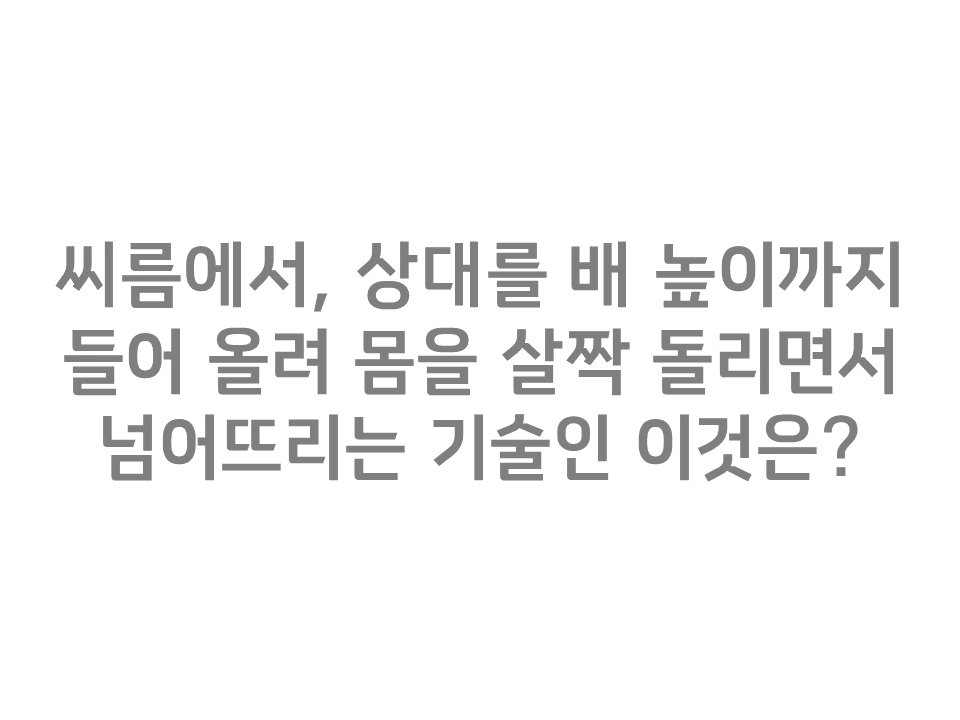 씨름에서, 상대를 배 높이까지
들어 올려 몸을 살짝 돌리면서
넘어뜨리는 기술인 이것은?